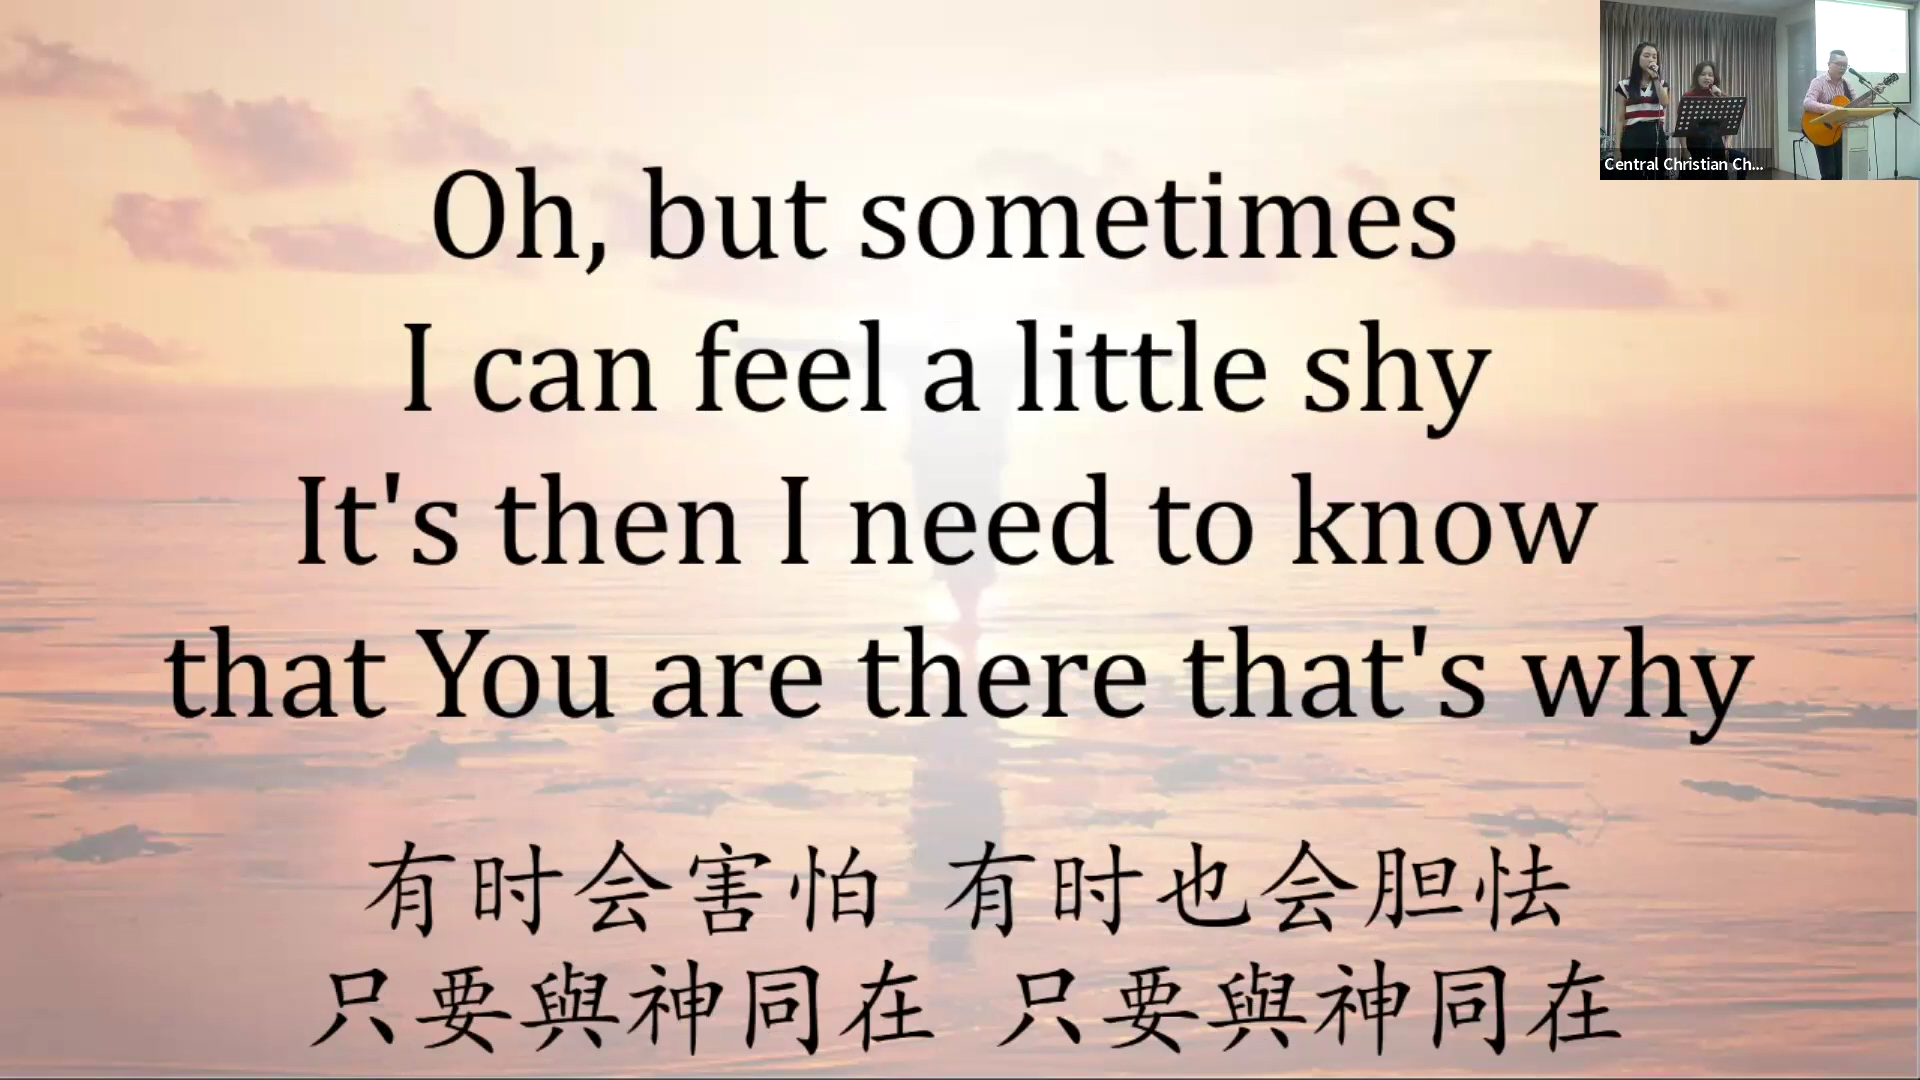 Oh, but sometimes
I can feel a little shy
It's then I need to know
that You are there that's why
有时会害怕 有时也会胆怯
只要與神同在 只要與神同在
Central Christian Ch...